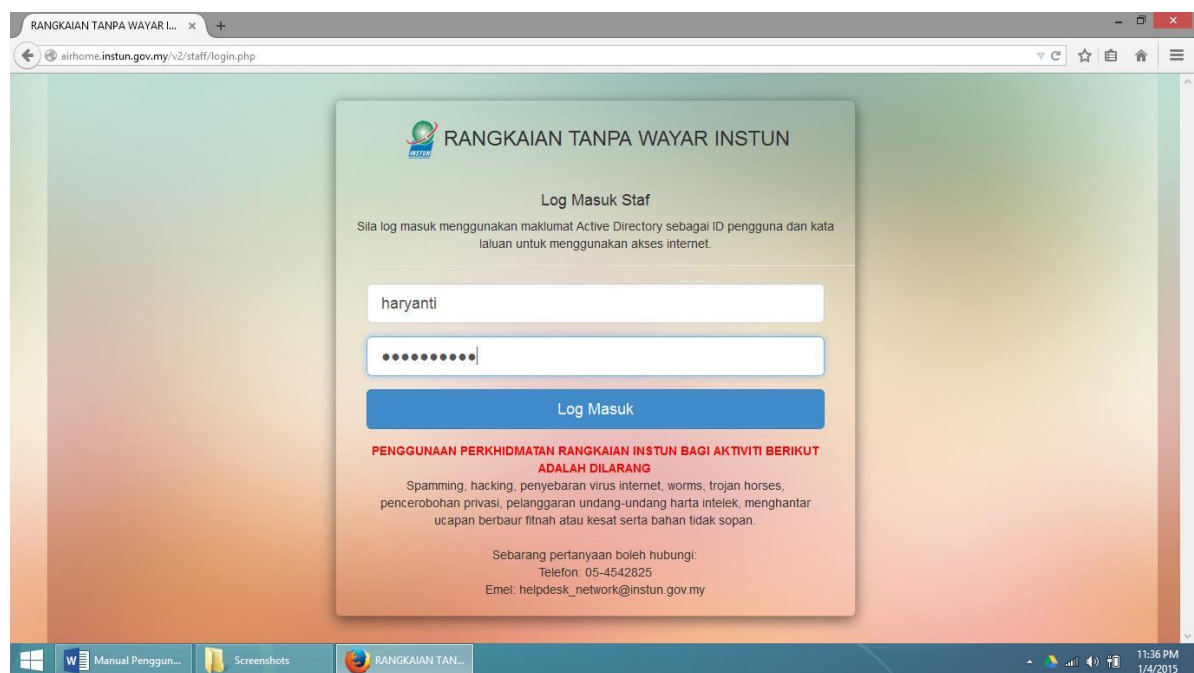 RANGKAIAN TANPA WAYAR I... × +
airhome.instun.gov.my/v2/staff/login.php
INSTUN
RANGKAIAN TANPA WAYAR INSTUN
Log Masuk Staf
Sila log masuk menggunakan maklumat Active Directory sebagai ID pengguna dan kata
laluan untuk menggunakan akses internet.
haryanti
●●●●●●●●●●
Log Masuk
PENGGUNAAN PERKHIDMATAN RANGKAIAN INSTUN BAGI AKTIVITI BERIKUT
ADALAH DILARANG
Spamming, hacking, penyebaran virus internet, worms, trojan horses,
pencerobohan privasi, pelanggaran undang-undang harta intelek, menghantar
ucapan berbaur fitnah atau kesat serta bahan tidak sopan.
Sebarang pertanyaan boleh hubungi:
Telefon: 05-4542825
Emel: helpdesk_network@instun.gov.my
Manual Penggun...
Screenshots
RANGKAIAN TAN...
11:36 PM
1/4/2015